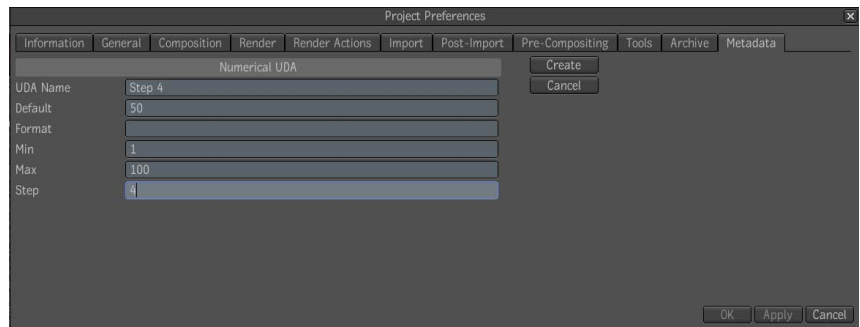 Project Preferences
Information General Composition Render Render Actions Import Post-Import Pre-Compositing Tools Archive Metadata
Numerical UDA Create
UDA Name Step 4 Cancel
Default 50
Format
Min 1
Max 100
Step 4
OK Apply Cancel